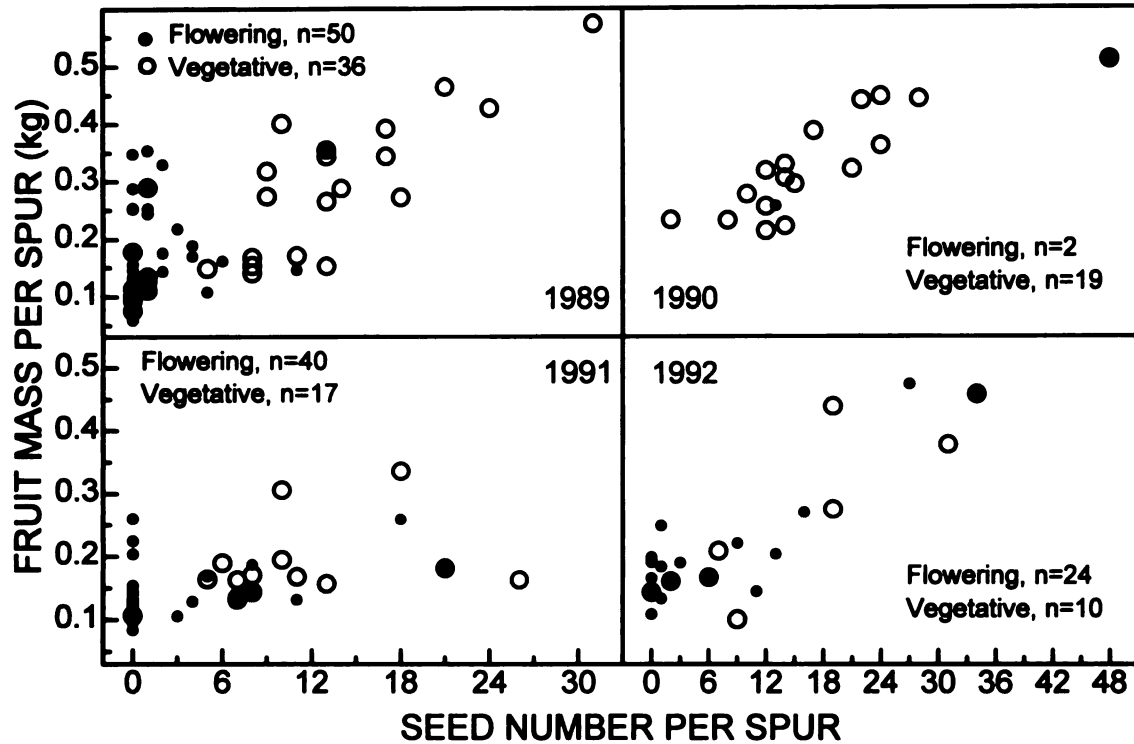 FRUIT MASS PER SPUR (kg)
0.5
0.4
0.3
0.2
0.1
Flowering, n=50
Vegetative, n=36
1989
1990
Flowering, n=2
Vegetative, n=19
0.5
0.4
0.3
0.2
0.1
Flowering, n=40
Vegetative, n=17
1991
1992
Flowering, n=24
Vegetative, n=10
0 6 12 18 24 30
0 6 12 18 24 30 36 42 48
SEED NUMBER PER SPUR